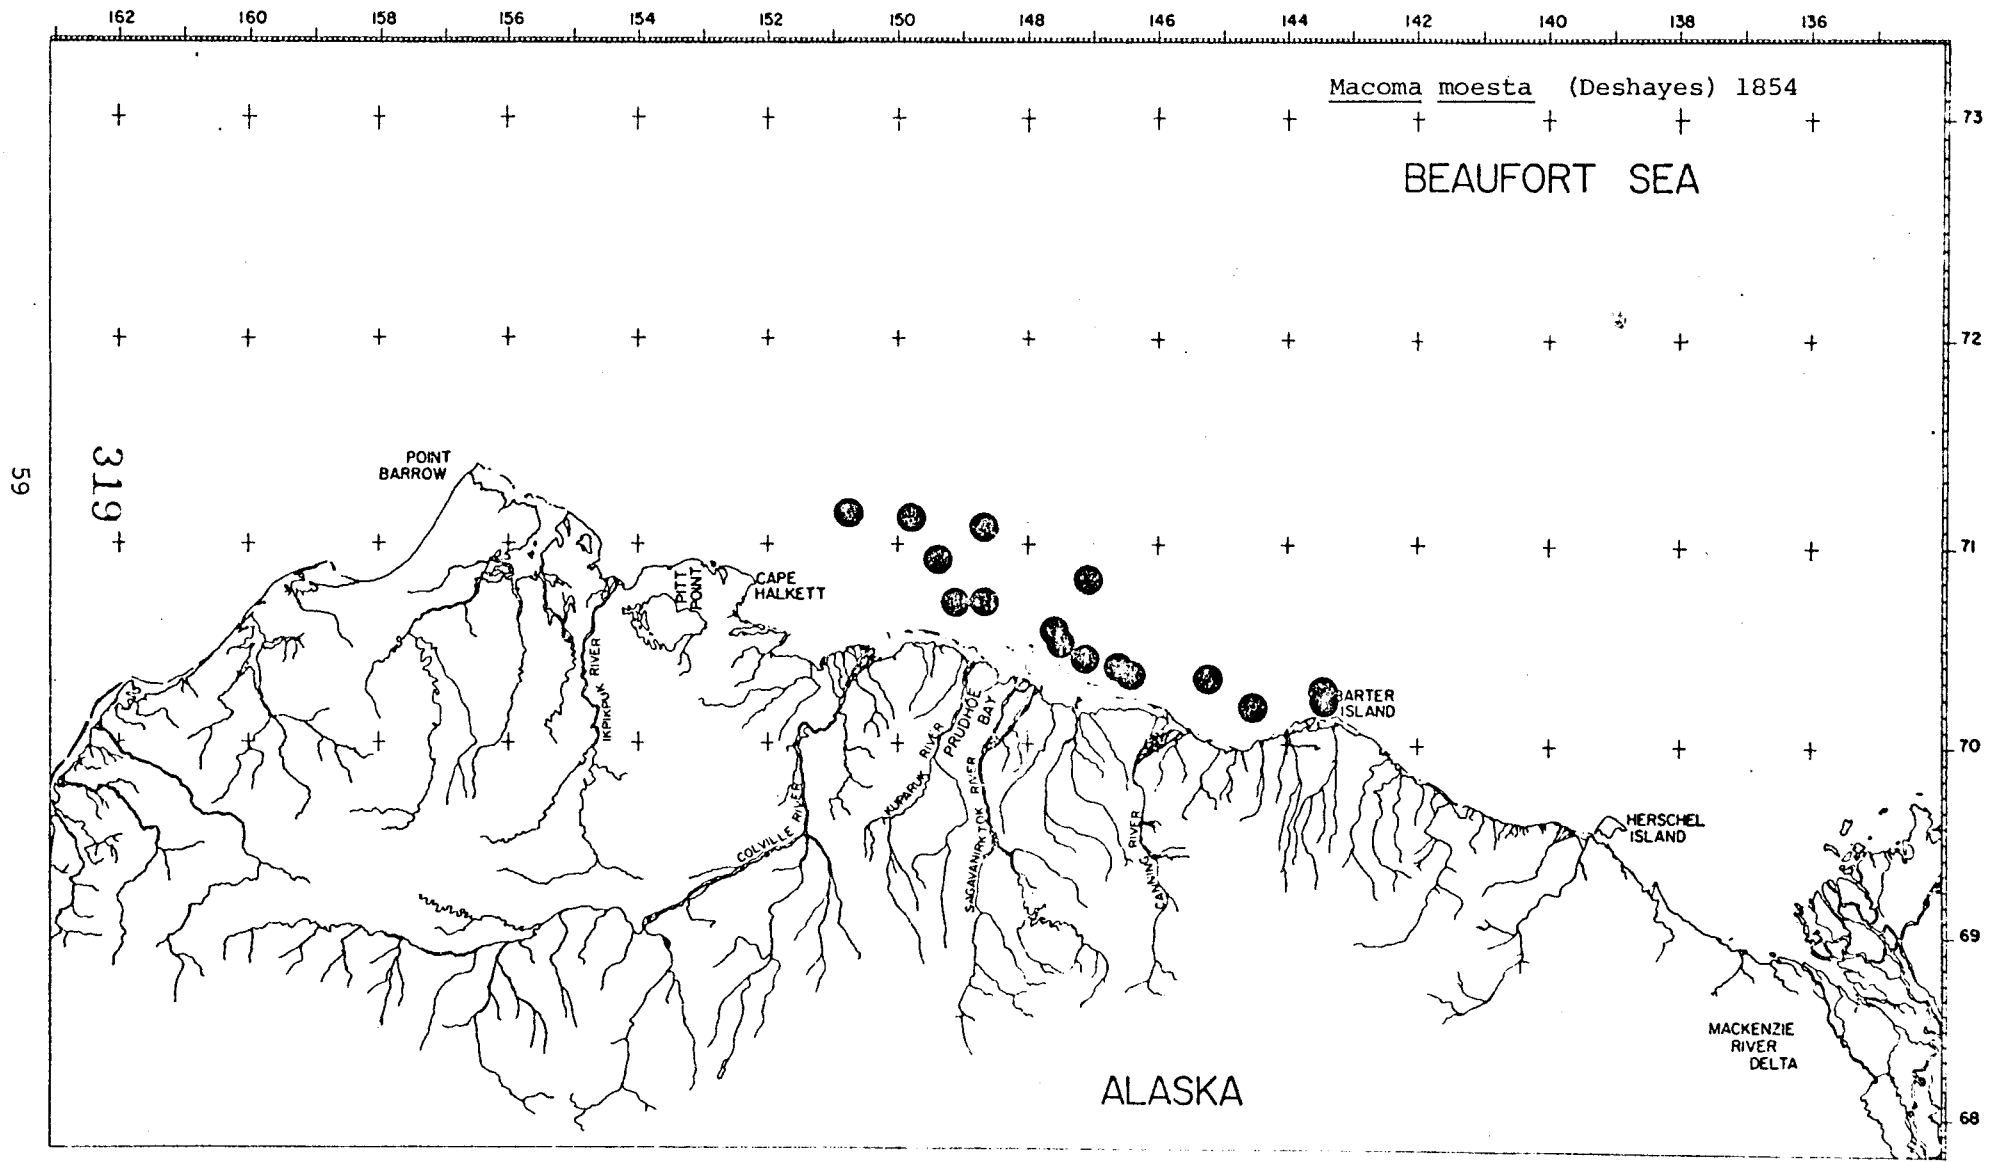 162 160 158 156 154 152 150 148 146 144 142 140 138 136
Macoma moesta (Deshayes) 1854
73
BEAUFORT SEA
72
POINT
BARROW
319
59
71
PITT
POINT
CAPE
HALKETT
IKPIKPUK RIVER
BARTER
ISLAND
PRUDHOE
BAY
70
KUPARUK RIVER
SAGAVANIRKTOK RIVER
COLVILLE RIVER
CANNING RIVER
HERSCHEL
ISLAND
69
MACKENZIE
RIVER
DELTA
ALASKA
68